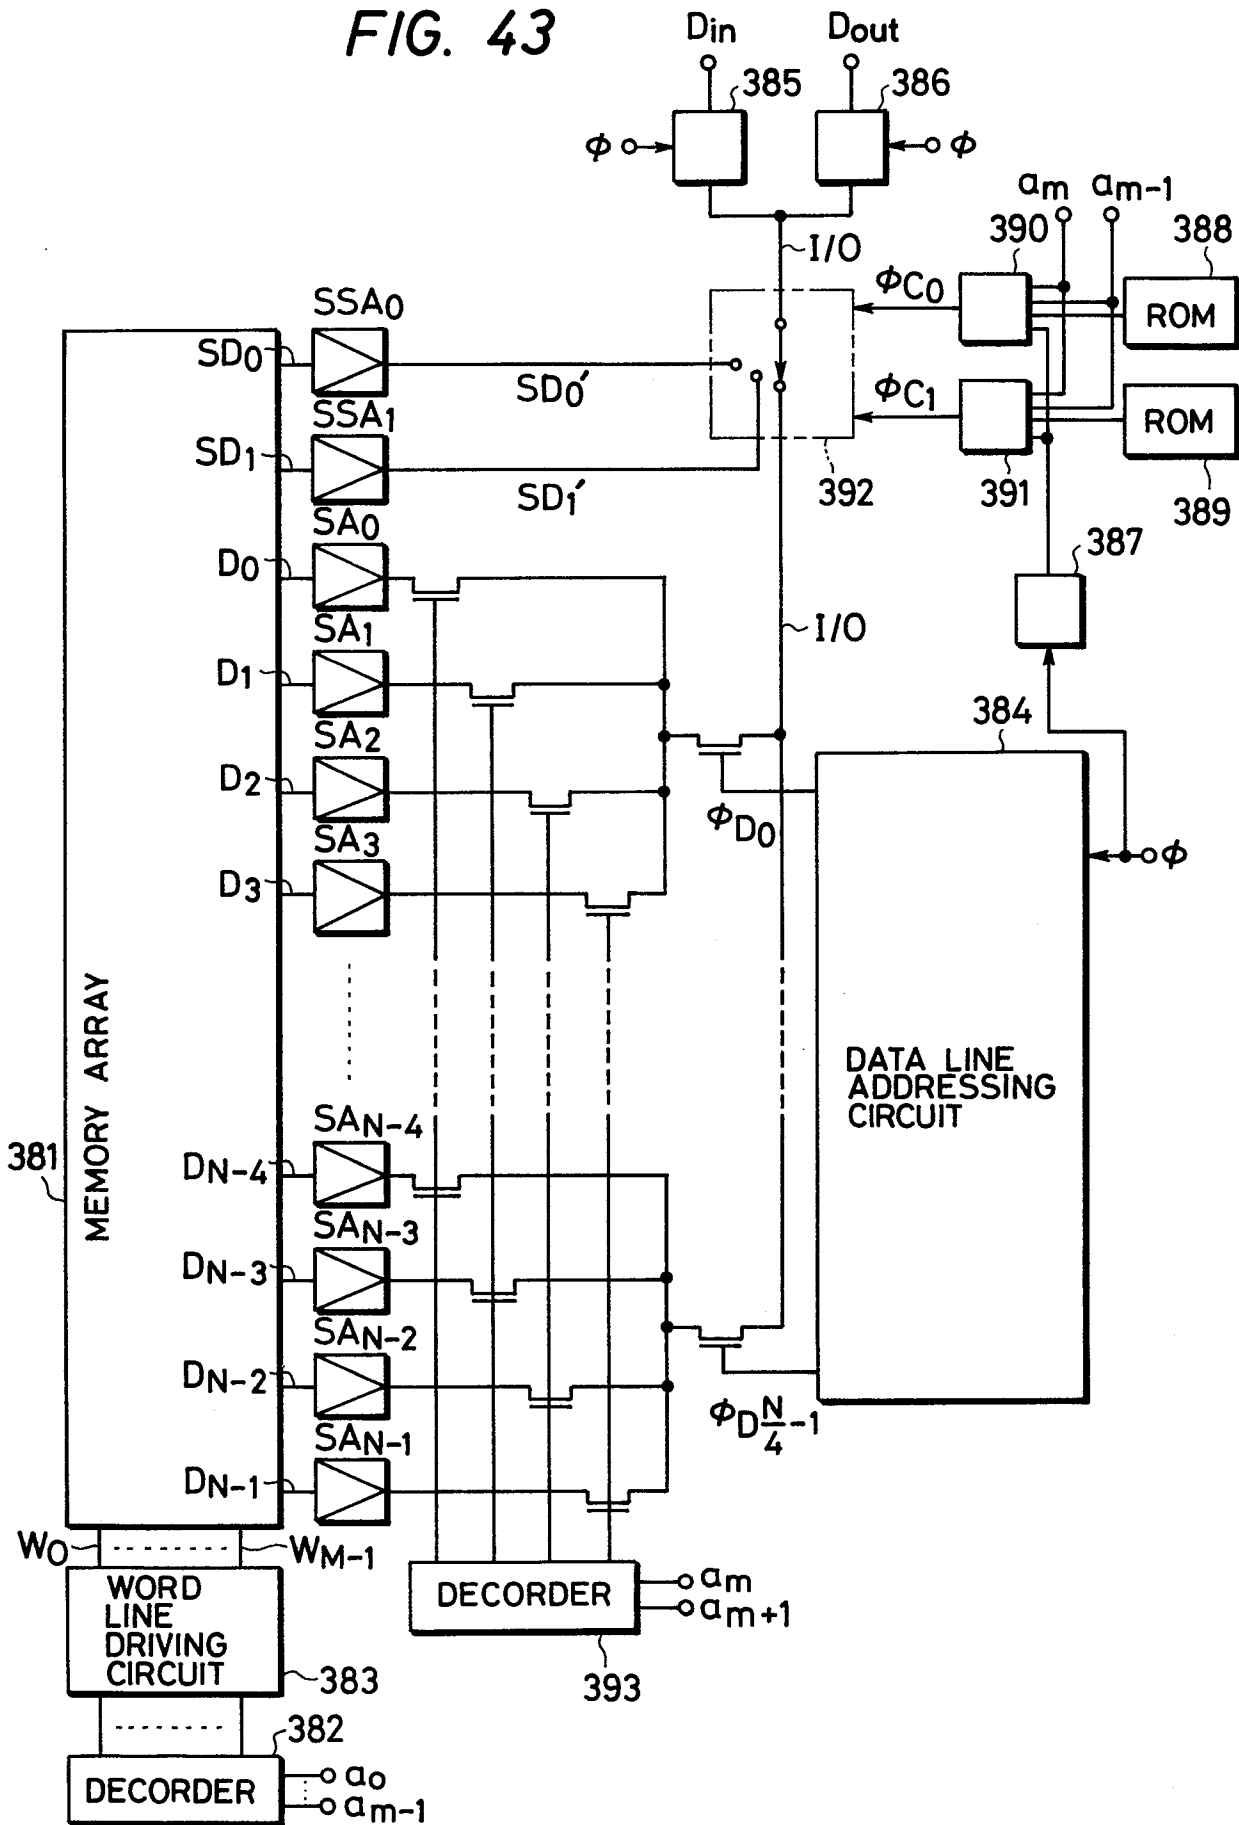 FIG. 43
Din
Dout
385
386
ϕ
ϕ
am
am-1
390
388
I/O
ϕC0
ROM
SSA0
SD0
SD0'
ϕC1
ROM
SSA1
SD1
SD1'
392
391
389
SA0
387
D0
SA1
I/O
D1
384
SA2
D2
ϕD0
SA3
ϕ
D3
MEMORY ARRAY
DATA LINE
ADDRESSING
CIRCUIT
381
SAN-4
DN-4
SAN-3
DN-3
SAN-2
DN-2
ϕD N/4 -1
SAN-1
DN-1
W0
WM-1
WORD
LINE
DRIVING
CIRCUIT
383
DECORDER
am
am+1
393
382
DECORDER
a0
am-1